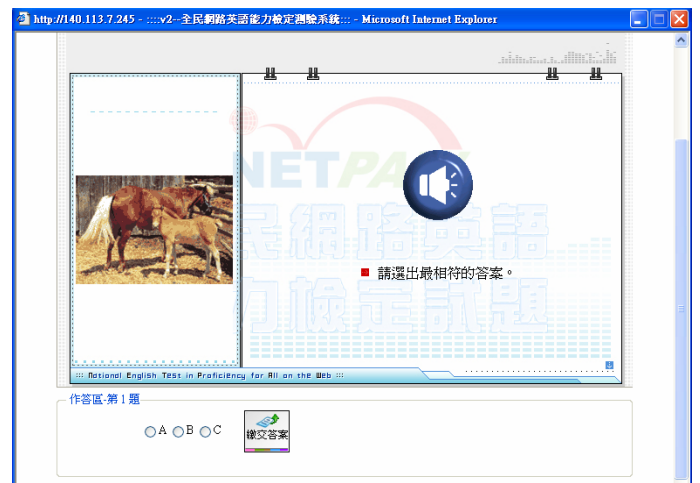 http://140.113.7.245 - ::::v2--全民網路英語能力檢定測驗系統::: - Microsoft Internet Explorer
NETPAW
民網路英語
力檢定試題
請選出最相符的答案。
::: National English Test in Proficiency for All on the Web :::
作答區-第 1 題
A B C
繳交答案